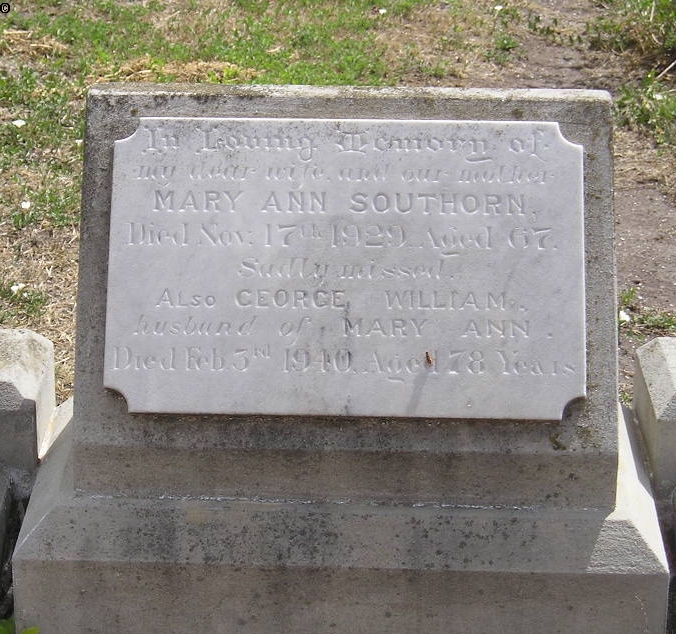 In Loving Memory of
my dear wife and our mother
MARY ANN SOUTHORN,
Died Nov. 17th 1929. Aged 67.
Sadly missed.
ALSO GEORGE WILLIAM,
husband of MARY ANN.
Died Feb. 3rd 1940. Aged 78 Years